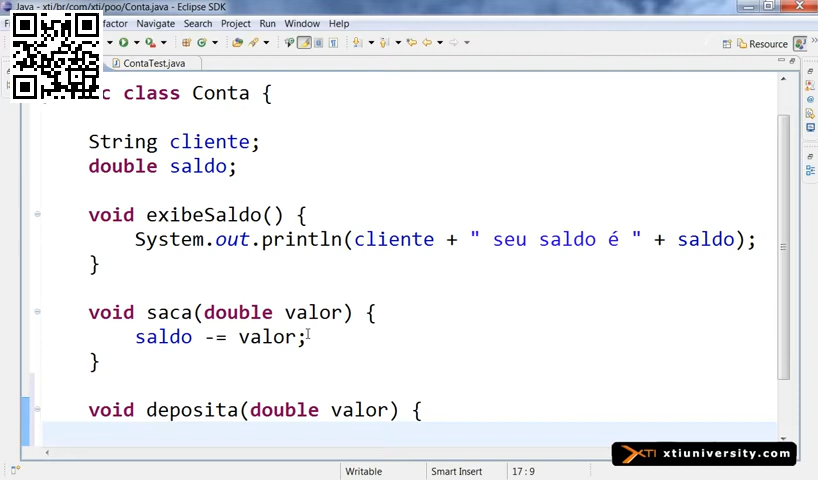 Java - xti/br/com/xti/poo/Conta.java - Eclipse SDK
Navigate Search Project Run Window Help
Resource
ContaTest.java
class Conta {
String cliente;
double saldo;
void exibeSaldo() {
System.out.println(cliente + " seu saldo é " + saldo);
}
void saca(double valor) {
saldo -= valor;
}
void deposita(double valor) {
XTI xtiuniversity.com
Writable Smart Insert 17 : 9